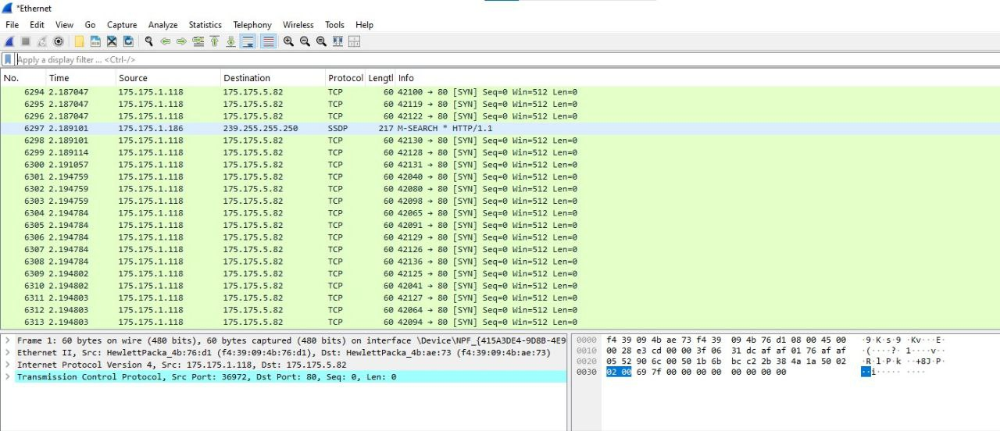 *Ethernet
File Edit View Go Capture Analyze Statistics Telephony Wireless Tools Help
Apply a display filter ... <Ctrl-/>
No. Time Source Destination Protocol Lengtl Info
6294 2.187047 175.175.1.118 175.175.5.82 TCP 60 42100 → 80 [SYN] Seq=0 Win=512 Len=0
6295 2.187047 175.175.1.118 175.175.5.82 TCP 60 42119 → 80 [SYN] Seq=0 Win=512 Len=0
6296 2.187047 175.175.1.118 175.175.5.82 TCP 60 42122 → 80 [SYN] Seq=0 Win=512 Len=0
6297 2.189101 175.175.1.186 239.255.255.250 SSDP 217 M-SEARCH * HTTP/1.1
6298 2.189101 175.175.1.118 175.175.5.82 TCP 60 42130 → 80 [SYN] Seq=0 Win=512 Len=0
6299 2.189114 175.175.1.118 175.175.5.82 TCP 60 42128 → 80 [SYN] Seq=0 Win=512 Len=0
6300 2.191057 175.175.1.118 175.175.5.82 TCP 60 42131 → 80 [SYN] Seq=0 Win=512 Len=0
6301 2.194759 175.175.1.118 175.175.5.82 TCP 60 42040 → 80 [SYN] Seq=0 Win=512 Len=0
6302 2.194759 175.175.1.118 175.175.5.82 TCP 60 42080 → 80 [SYN] Seq=0 Win=512 Len=0
6303 2.194759 175.175.1.118 175.175.5.82 TCP 60 42098 → 80 [SYN] Seq=0 Win=512 Len=0
6304 2.194784 175.175.1.118 175.175.5.82 TCP 60 42065 → 80 [SYN] Seq=0 Win=512 Len=0
6305 2.194784 175.175.1.118 175.175.5.82 TCP 60 42091 → 80 [SYN] Seq=0 Win=512 Len=0
6306 2.194784 175.175.1.118 175.175.5.82 TCP 60 42129 → 80 [SYN] Seq=0 Win=512 Len=0
6307 2.194784 175.175.1.118 175.175.5.82 TCP 60 42126 → 80 [SYN] Seq=0 Win=512 Len=0
6308 2.194784 175.175.1.118 175.175.5.82 TCP 60 42136 → 80 [SYN] Seq=0 Win=512 Len=0
6309 2.194802 175.175.1.118 175.175.5.82 TCP 60 42125 → 80 [SYN] Seq=0 Win=512 Len=0
6310 2.194802 175.175.1.118 175.175.5.82 TCP 60 42041 → 80 [SYN] Seq=0 Win=512 Len=0
6311 2.194803 175.175.1.118 175.175.5.82 TCP 60 42127 → 80 [SYN] Seq=0 Win=512 Len=0
6312 2.194803 175.175.1.118 175.175.5.82 TCP 60 42064 → 80 [SYN] Seq=0 Win=512 Len=0
6313 2.194803 175.175.1.118 175.175.5.82 TCP 60 42094 → 80 [SYN] Seq=0 Win=512 Len=0
Frame 1: 60 bytes on wire (480 bits), 60 bytes captured (480 bits) on interface \Device\NPF_{415A3DE4-9D8B-4E9
Ethernet II, Src: HewlettPacka_4b:76:d1 (f4:39:09:4b:76:d1), Dst: HewlettPacka_4b:ae:73 (f4:39:09:4b:ae:73)
Internet Protocol Version 4, Src: 175.175.1.118, Dst: 175.175.5.82
Transmission Control Protocol, Src Port: 36972, Dst Port: 80, Seq: 0, Len: 0
0000 f4 39 09 4b ae 73 f4 39 09 4b 76 d1 08 00 45 00 ·9·K·s·9 ·Kv···E·
0010 00 28 e3 cd 00 00 3f 06 31 dc af af 01 76 af af ·(····?· 1····v··
0020 05 52 90 6c 00 50 1b 6b bc c2 2b 38 4a 1a 50 02 ·R·l·P·k ··+8J·P·
0030 02 00 69 7f 00 00 00 00 00 00 00 00 ··i····· ····